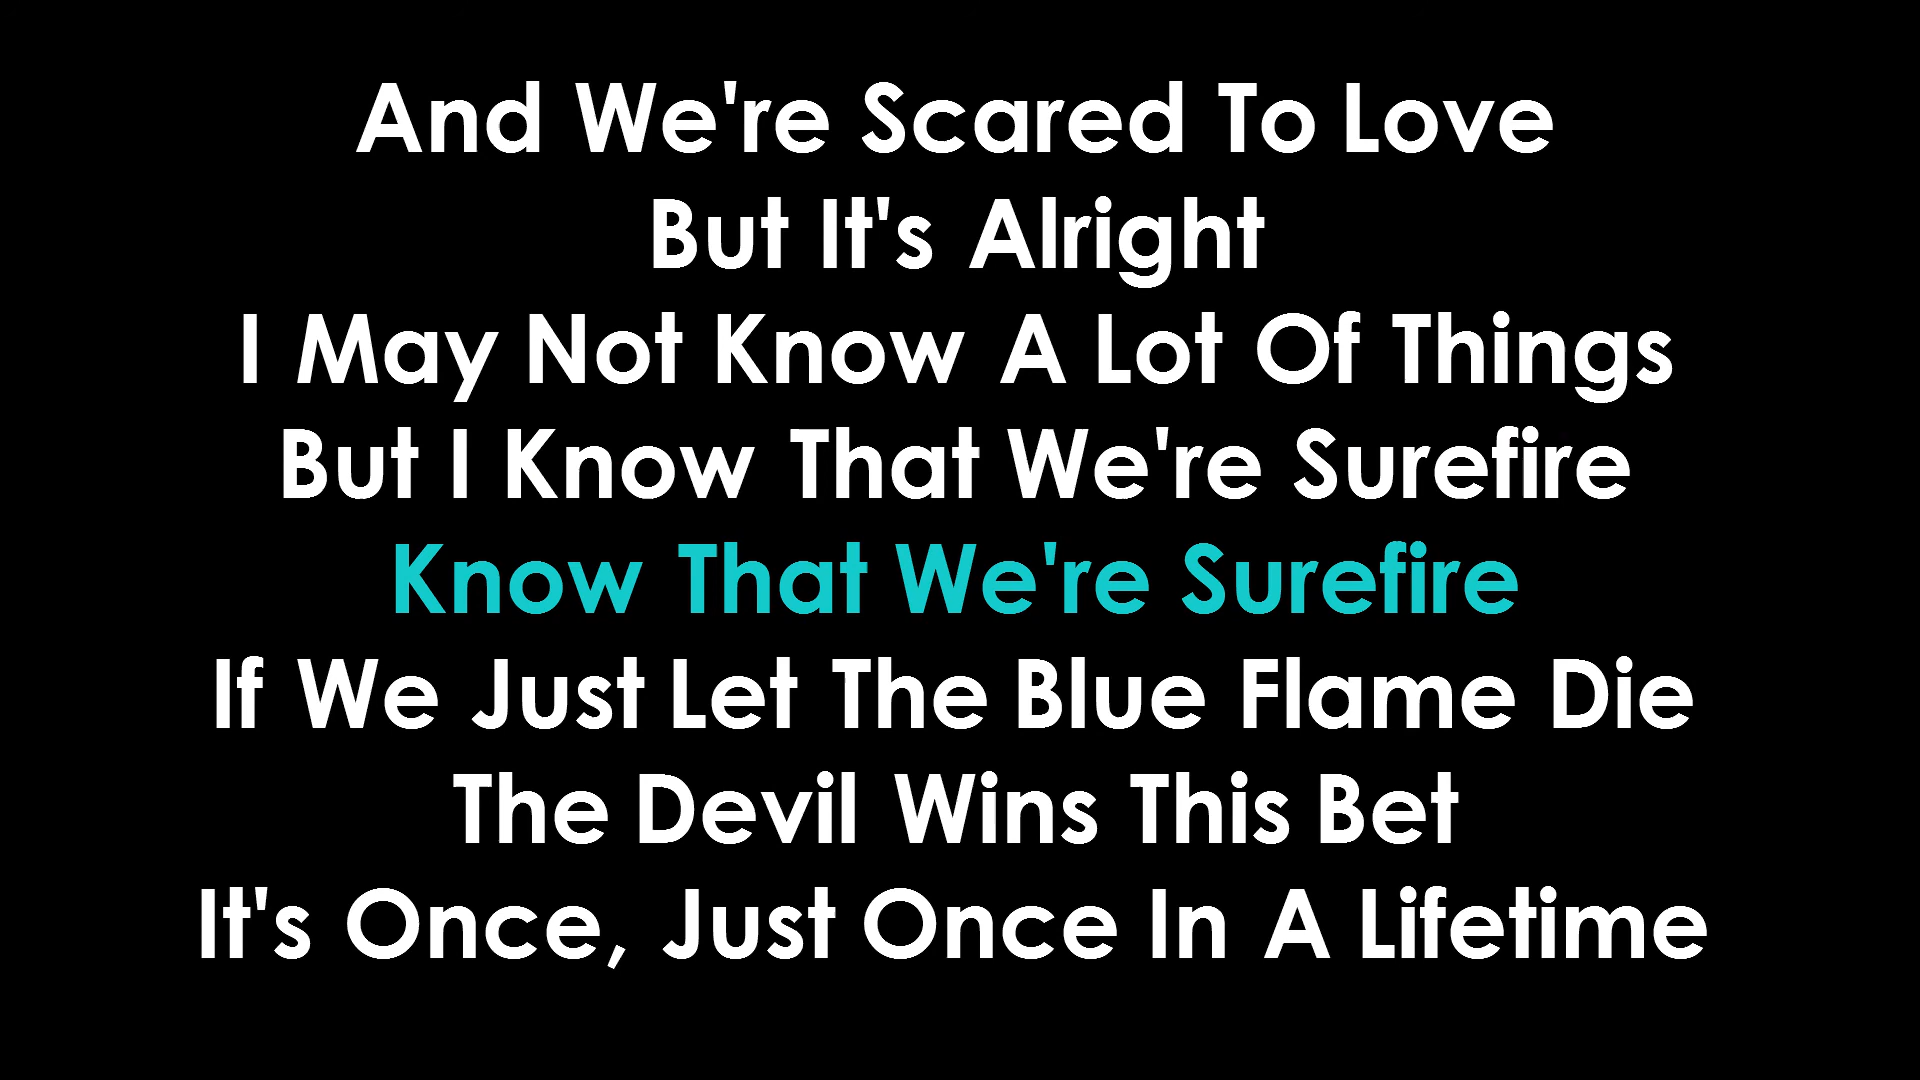 And We're Scared To Love
But It's Alright
I May Not Know A Lot Of Things
But I Know That We're Surefire
Know That We're Surefire
If We Just Let The Blue Flame Die
The Devil Wins This Bet
It's Once, Just Once In A Lifetime